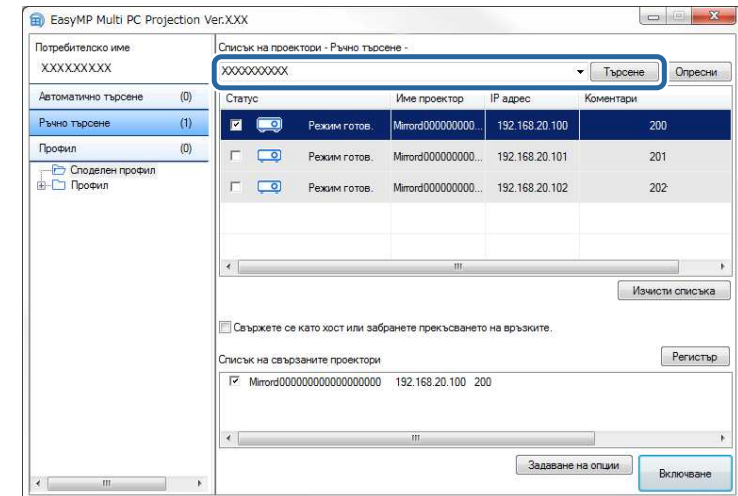 EasyMP Multi PC Projection Ver.XXX
Потребителско име
XXXXXXXXX
Автоматично търсене (0)
Ръчно търсене (1)
Профил (0)
Споделен профил
Профил
Списък на проектори - Ръчно търсене -
XXXXXXXXXX Търсене Опресни
Статус Име проектор IP адрес Коментари
Режим готов. Mirrord000000000... 192.168.20.100 200
Режим готов. Mirrord000000000... 192.168.20.101 201
Режим готов. Mirrord000000000... 192.168.20.102 202
Изчисти списъка
Свържете се като хост или забранете прекъсването на връзките.
Списък на свързаните проектори Регистър
Mirrord000000000000000000 192.168.20.100 200
Задаване на опции Включване